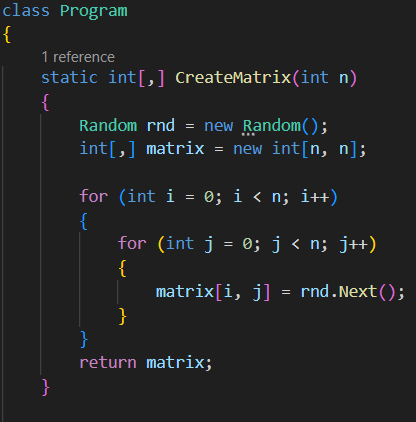 class Program
{
1 reference
static int[,] CreateMatrix(int n)
{
Random rnd = new Random();
int[,] matrix = new int[n, n];
for (int i = 0; i < n; i++)
{
for (int j = 0; j < n; j++)
{
matrix[i, j] = rnd.Next();
}
}
return matrix;
}